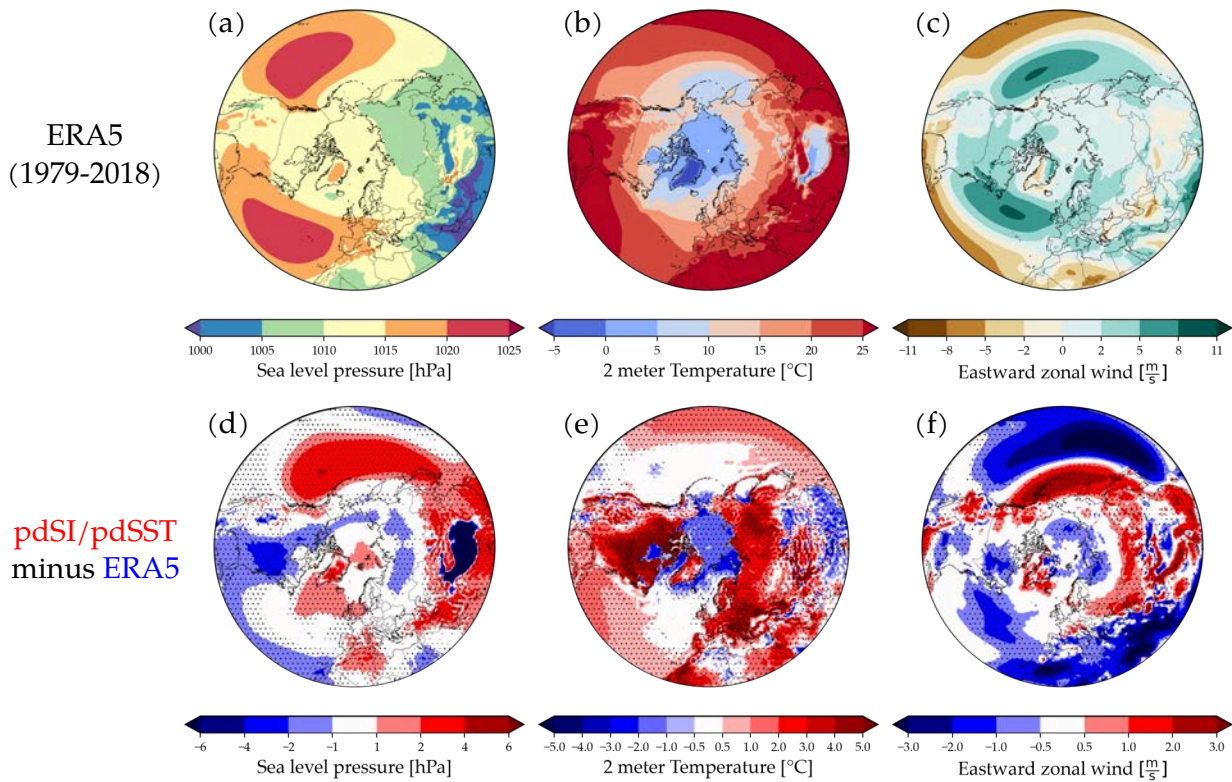 (a)
(b)
(c)
ERA5
(1979-2018)
1000 1005 1010 1015 1020 1025
Sea level pressure [hPa]
−5 0 5 10 15 20 25
2 meter Temperature [°C]
−11 −8 −5 −2 0 2 5 8 11
Eastward zonal wind [m/s]
(d)
(e)
(f)
pdSI/pdSST
minus ERA5
−6 −4 −2 −1 1 2 4 6
Sea level pressure [hPa]
−5.0 −4.0 −3.0 −2.0 −1.0 −0.5 0.5 1.0 2.0 3.0 4.0 5.0
2 meter Temperature [°C]
−3.0 −2.0 −1.0 −0.5 0.5 1.0 2.0 3.0
Eastward zonal wind [m/s]